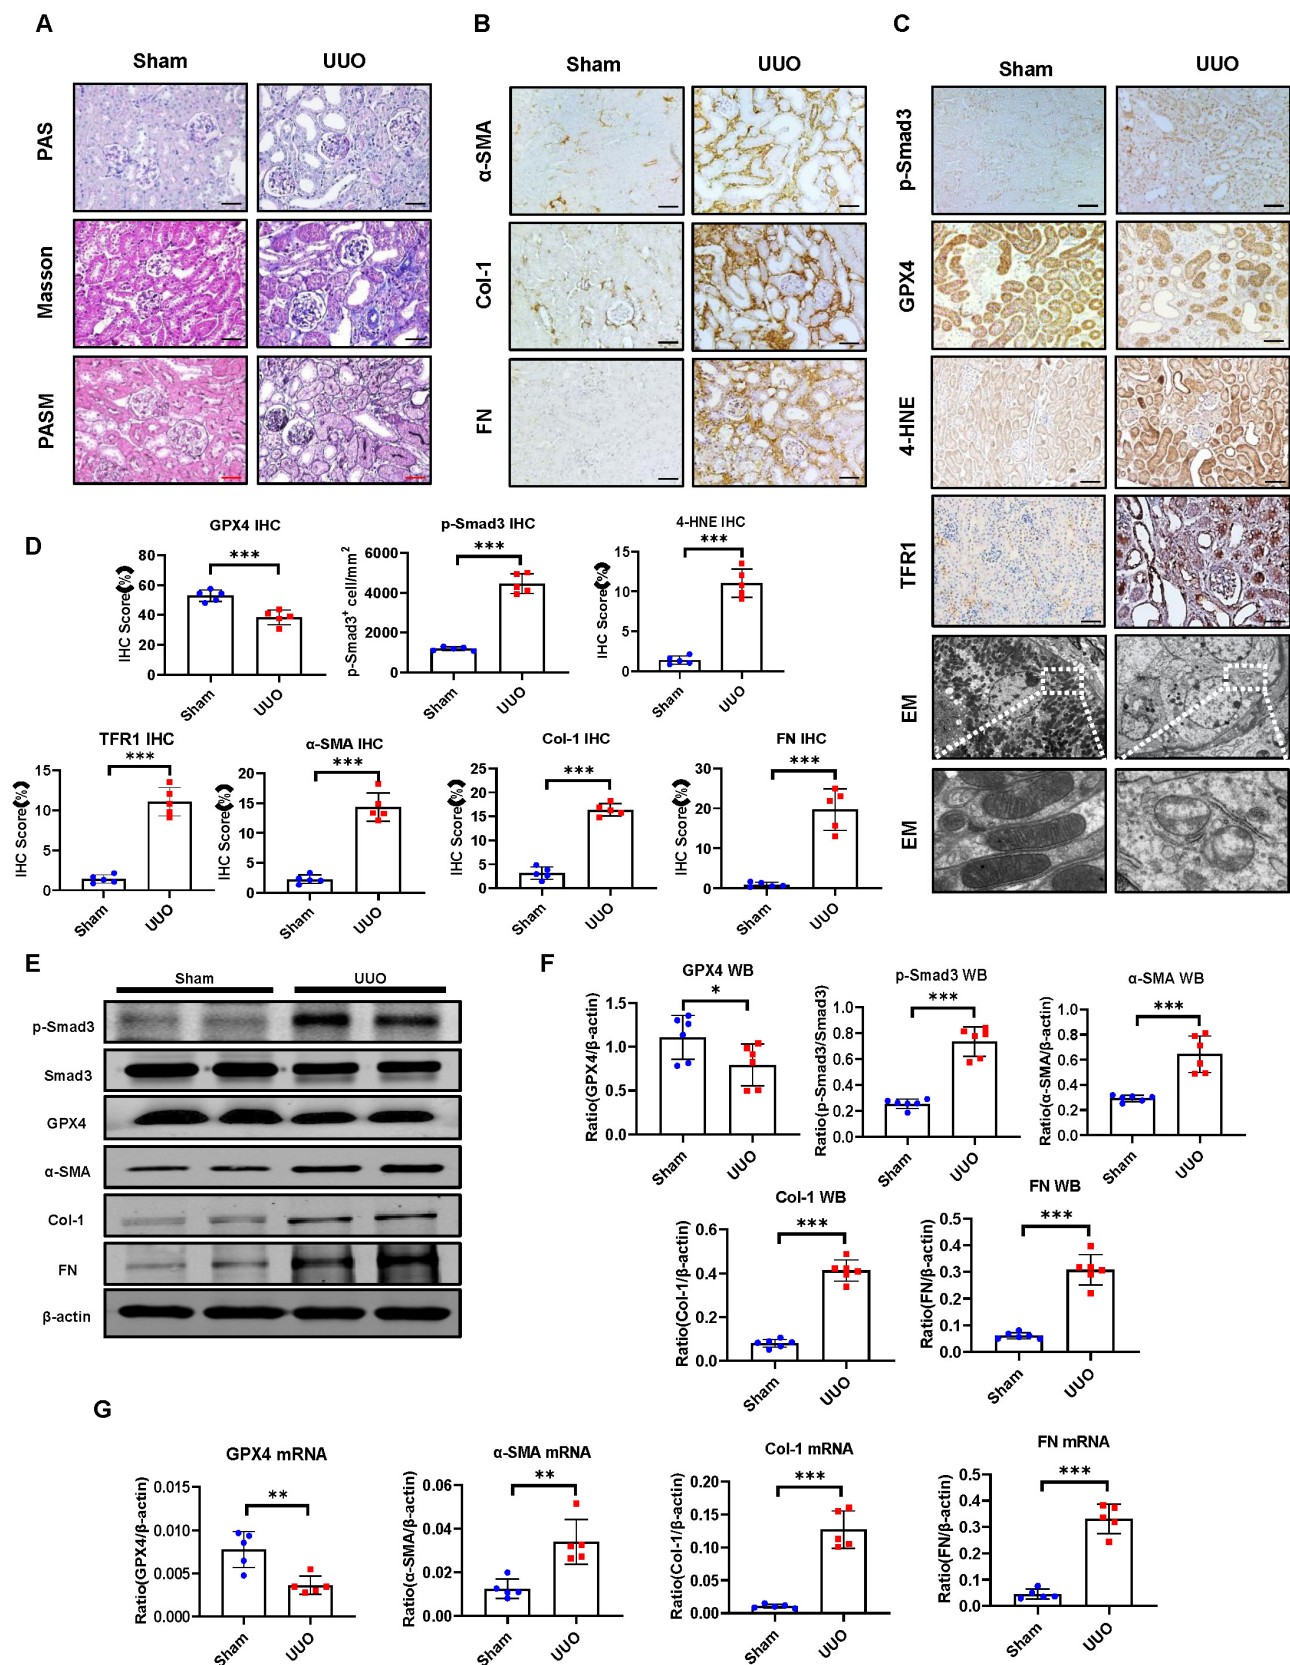 A
Sham
UUO
PAS
Masson
PASM
B
Sham
UUO
α-SMA
Col-1
FN
C
Sham
UUO
p-Smad3
GPX4
4-HNE
TFR1
EM
EM
D
GPX4 IHC
***
IHC Score(%)
80
60
40
20
0
Sham
UUO
p-Smad3 IHC
***
p-Smad3+ cell/mm2
6000
4000
2000
0
Sham
UUO
4-HNE IHC
***
IHC Score(%)
15
10
5
0
Sham
UUO
TFR1 IHC
***
IHC Score(%)
15
10
5
0
Sham
UUO
α-SMA IHC
***
IHC Score(%)
20
15
10
5
0
Sham
UUO
Col-1 IHC
***
IHC Score(%)
25
20
15
10
5
0
Sham
UUO
FN IHC
***
IHC Score(%)
30
20
10
0
Sham
UUO
E
Sham
UUO
p-Smad3
Smad3
GPX4
α-SMA
Col-1
FN
β-actin
F
GPX4 WB
*
Ratio(GPX4/β-actin)
1.5
1.0
0.5
0.0
Sham
UUO
p-Smad3 WB
***
Ratio(p-Smad3/Smad3)
1.0
0.8
0.6
0.4
0.2
0.0
Sham
UUO
α-SMA WB
***
Ratio(α-SMA/β-actin)
1.0
0.8
0.6
0.4
0.2
0.0
Sham
UUO
Col-1 WB
***
Ratio(Col-1/β-actin)
0.6
0.4
0.2
0.0
Sham
UUO
FN WB
***
Ratio(FN/β-actin)
0.5
0.4
0.3
0.2
0.1
0.0
Sham
UUO
G
GPX4 mRNA
**
Ratio(GPX4/β-actin)
0.015
0.010
0.005
0.000
Sham
UUO
α-SMA mRNA
**
Ratio(α-SMA/β-actin)
0.06
0.04
0.02
0.00
Sham
UUO
Col-1 mRNA
***
Ratio(Col-1/β-actin)
0.20
0.15
0.10
0.05
0.00
Sham
UUO
FN mRNA
***
Ratio(FN/β-actin)
0.5
0.4
0.3
0.2
0.1
0.0
Sham
UUO